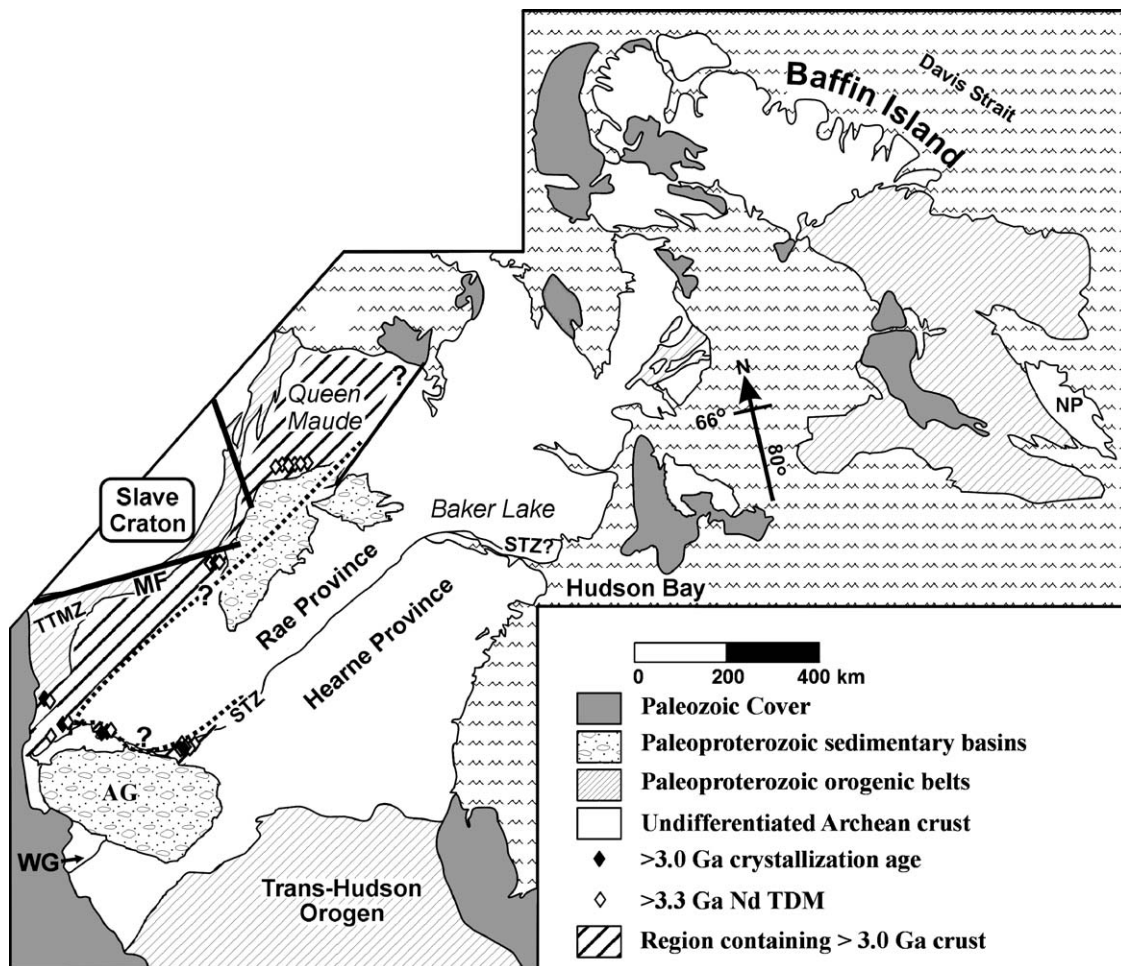 Baffin Island
Davis Strait
Queen
Maude
?
N
66°
80°
NP
Slave
Craton
Baker Lake
STZ?
MF
?
TTMZ
Rae Province
Hudson Bay
Hearne Province
STZ
?
AG
WG
Trans-Hudson
Orogen
0 200 400 km
Paleozoic Cover
Paleoproterozoic sedimentary basins
Paleoproterozoic orogenic belts
Undifferentiated Archean crust
>3.0 Ga crystallization age
>3.3 Ga Nd TDM
Region containing > 3.0 Ga crust